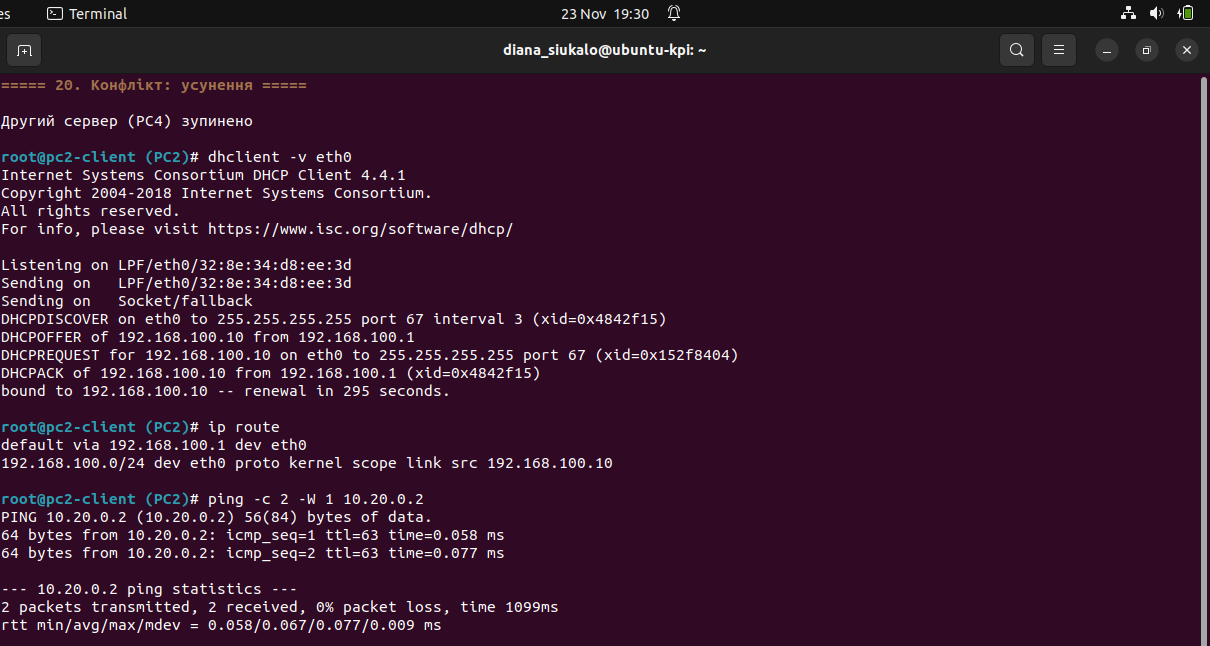 es
Terminal
23 Nov 19:30
diana_siukalo@ubuntu-kpi: ~
===== 20. Конфлікт: усунення =====
Другий сервер (PC4) зупинено
root@pc2-client (PC2)# dhclient -v eth0
Internet Systems Consortium DHCP Client 4.4.1
Copyright 2004-2018 Internet Systems Consortium.
All rights reserved.
For info, please visit https://www.isc.org/software/dhcp/
Listening on LPF/eth0/32:8e:34:d8:ee:3d
Sending on   LPF/eth0/32:8e:34:d8:ee:3d
Sending on   Socket/fallback
DHCPDISCOVER on eth0 to 255.255.255.255 port 67 interval 3 (xid=0x4842f15)
DHCPOFFER of 192.168.100.10 from 192.168.100.1
DHCPREQUEST for 192.168.100.10 on eth0 to 255.255.255.255 port 67 (xid=0x152f8404)
DHCPACK of 192.168.100.10 from 192.168.100.1 (xid=0x4842f15)
bound to 192.168.100.10 -- renewal in 295 seconds.
root@pc2-client (PC2)# ip route
default via 192.168.100.1 dev eth0
192.168.100.0/24 dev eth0 proto kernel scope link src 192.168.100.10
root@pc2-client (PC2)# ping -c 2 -W 1 10.20.0.2
PING 10.20.0.2 (10.20.0.2) 56(84) bytes of data.
64 bytes from 10.20.0.2: icmp_seq=1 ttl=63 time=0.058 ms
64 bytes from 10.20.0.2: icmp_seq=2 ttl=63 time=0.077 ms
--- 10.20.0.2 ping statistics ---
2 packets transmitted, 2 received, 0% packet loss, time 1099ms
rtt min/avg/max/mdev = 0.058/0.067/0.077/0.009 ms